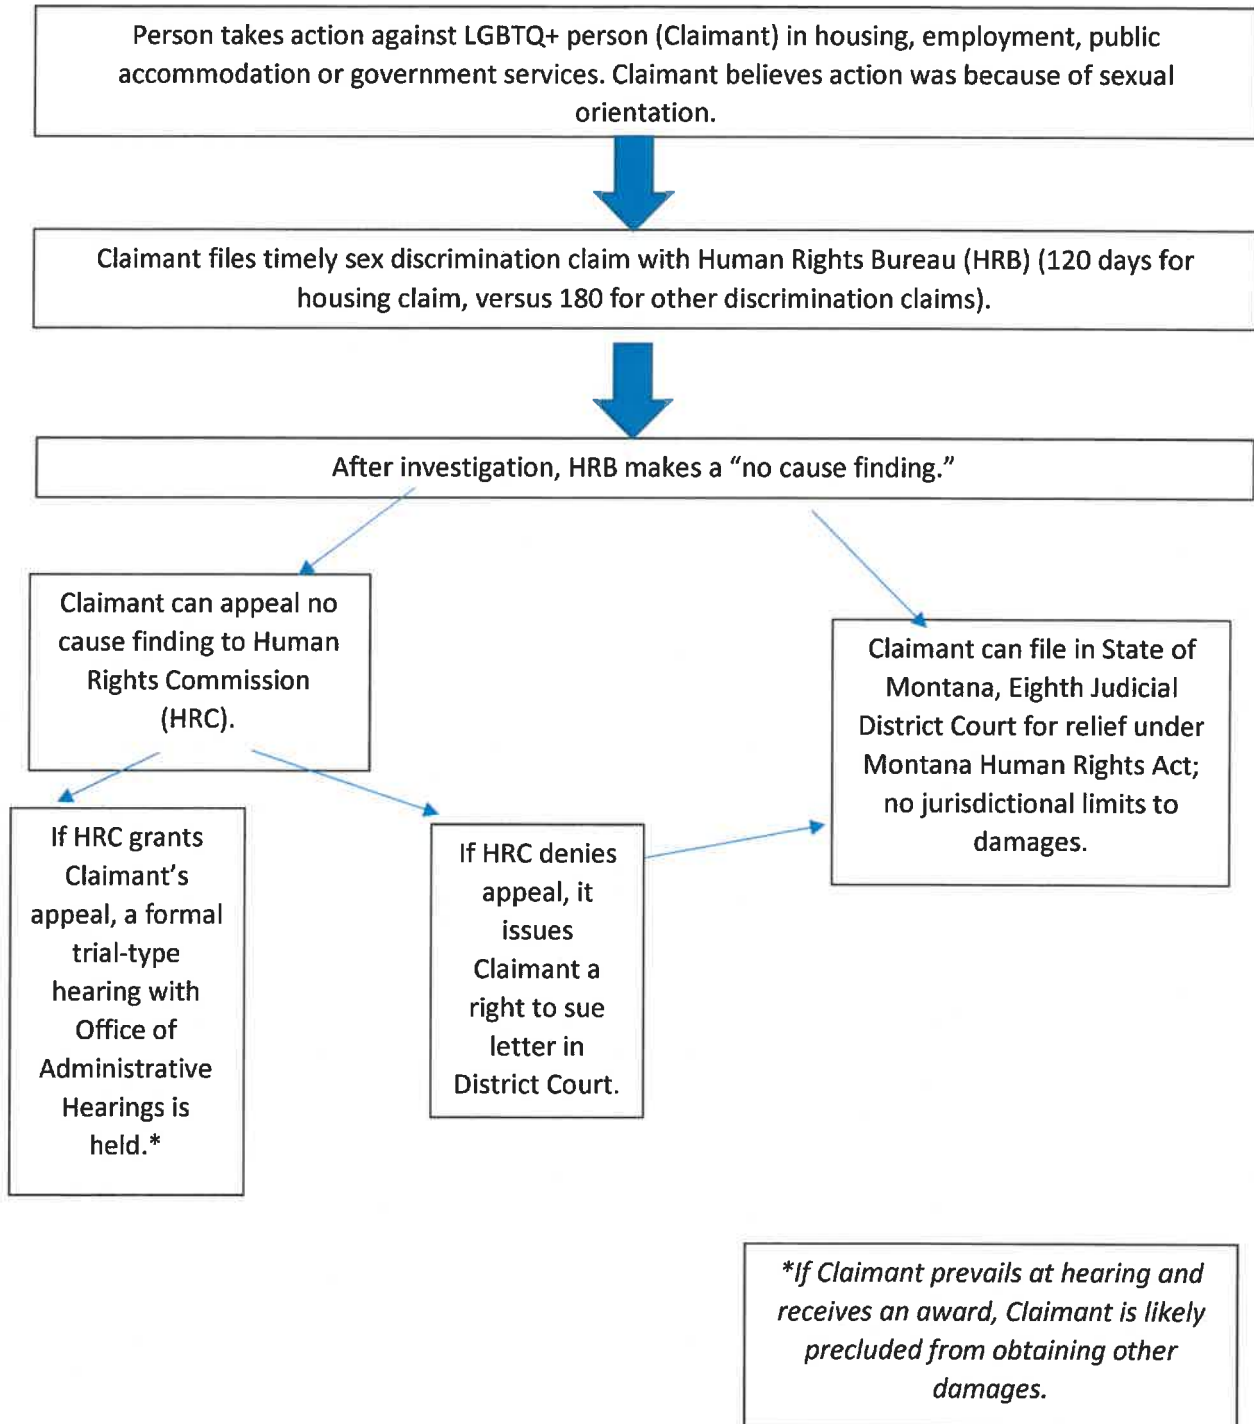 Person takes action against LGBTQ+ person (Claimant) in housing, employment, public
accommodation or government services. Claimant believes action was because of sexual
orientation.
Claimant files timely sex discrimination claim with Human Rights Bureau (HRB) (120 days for
housing claim, versus 180 for other discrimination claims).
After investigation, HRB makes a “no cause finding.”
Claimant can appeal no
cause finding to Human
Rights Commission
(HRC).
Claimant can file in State of
Montana, Eighth Judicial
District Court for relief under
Montana Human Rights Act;
no jurisdictional limits to
damages.
If HRC grants
Claimant’s
appeal, a formal
trial-type
hearing with
Office of
Administrative
Hearings is
held.*
If HRC denies
appeal, it
issues
Claimant a
right to sue
letter in
District Court.
*If Claimant prevails at hearing and
receives an award, Claimant is likely
precluded from obtaining other
damages.